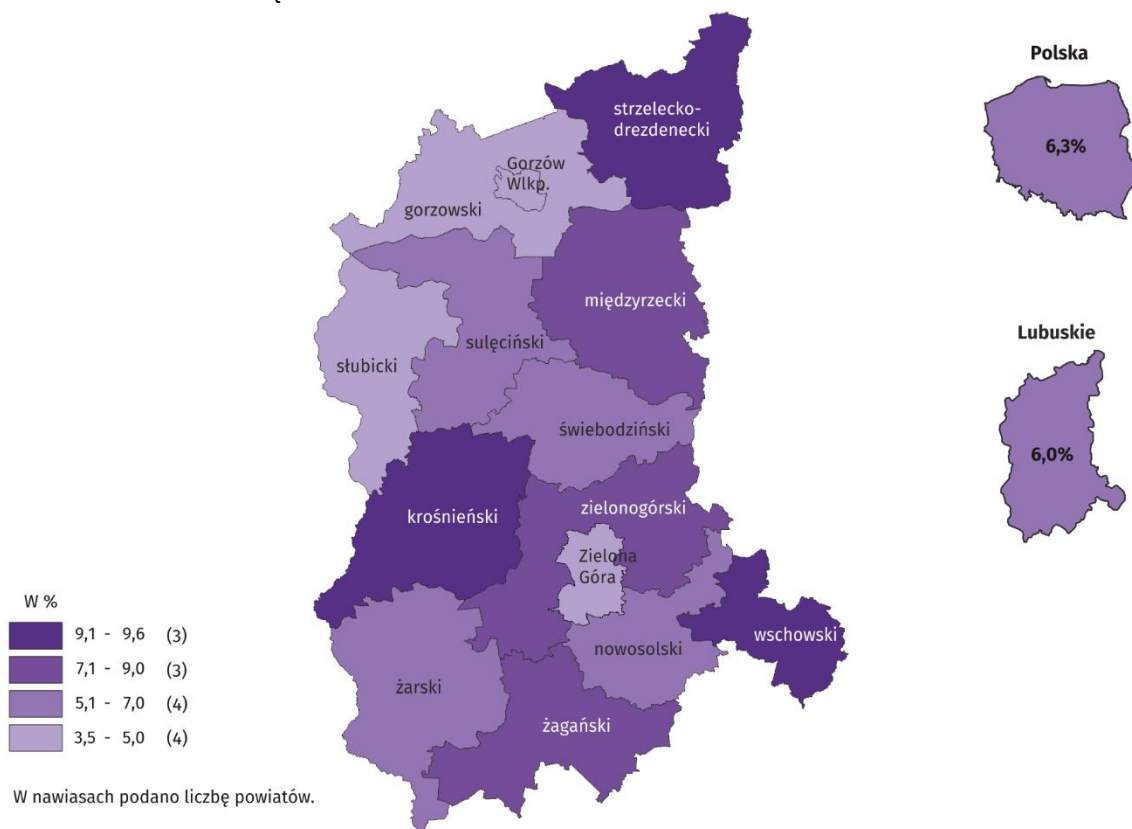 Ę
strzelecko-
drezdenecki
Gorzów
Wlkp.
gorzowski
międzyrzecki
sulęciński
słubicki
świebodziński
krośnieński
zielonogórski
Zielona
Góra
wschowski
nowosolski
żarski
żagański
Polska
6,3%
Lubuskie
6,0%
W %
9,1 - 9,6 (3)
7,1 - 9,0 (3)
5,1 - 7,0 (4)
3,5 - 5,0 (4)
W nawiasach podano liczbę powiatów.